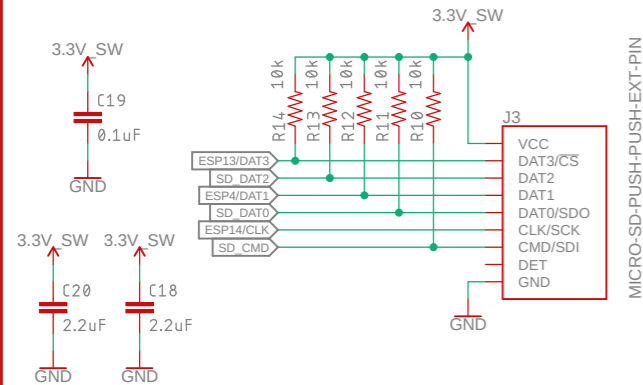 3.3V_SW
3.3V_SW
C19
0.1uF
GND
10k
10k
10k
10k
10k
R14
R13
R12
R11
R10
J3
MICRO-SD-PUSH-PUSH-EXT-PIN
VCC
ESP13/DAT3
DAT3/CS
SD_DAT2
DAT2
ESP4/DAT1
DAT1
SD_DAT0
DAT0/SDO
ESP14/CLK
CLK/SCK
SD_CMD
CMD/SDI
DET
GND
GND
3.3V_SW
3.3V_SW
C20
2.2uF
C18
2.2uF
GND
GND